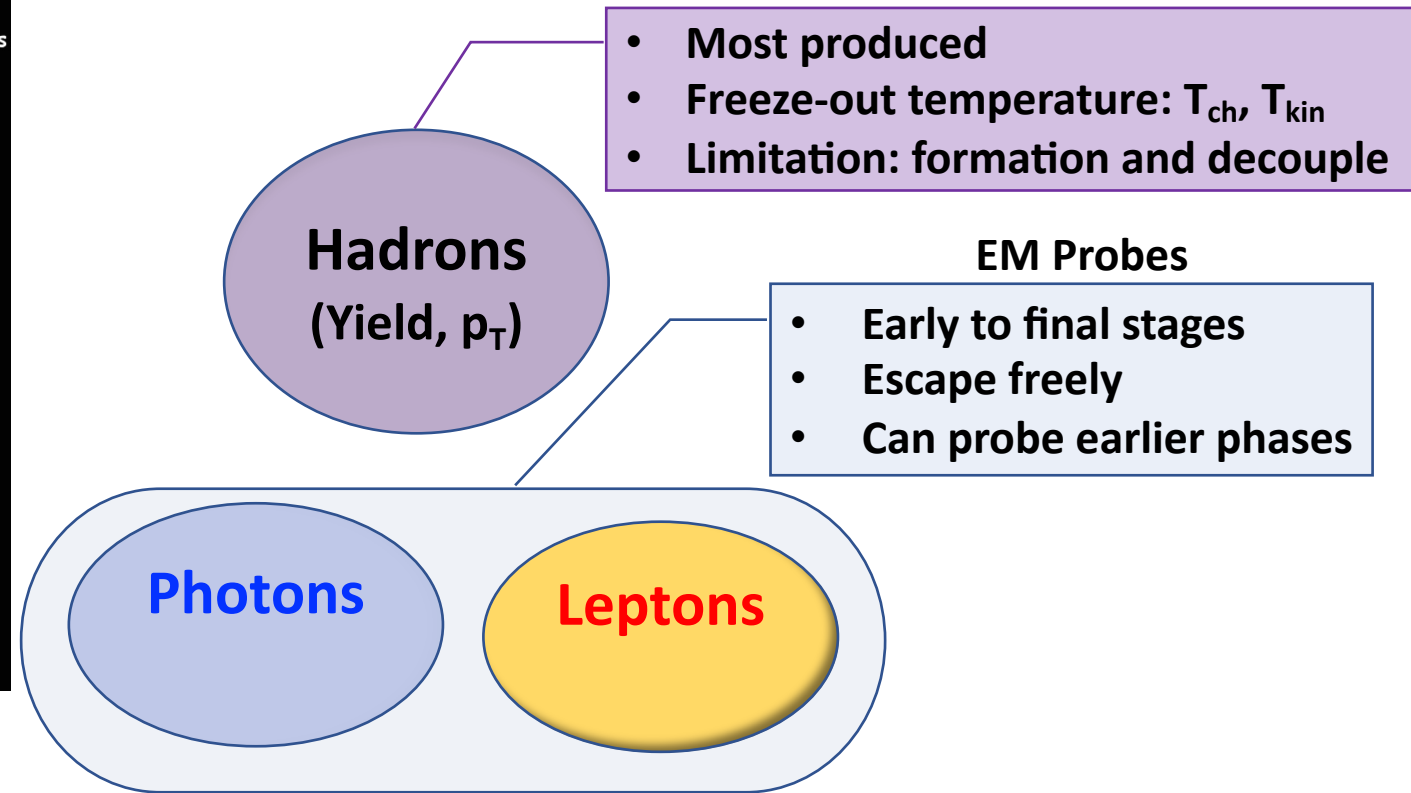 s
• Most produced
• Freeze-out temperature: Tch, Tkin
• Limitation: formation and decouple
Hadrons
(Yield, pT)
EM Probes
• Early to final stages
• Escape freely
• Can probe earlier phases
Photons
Leptons